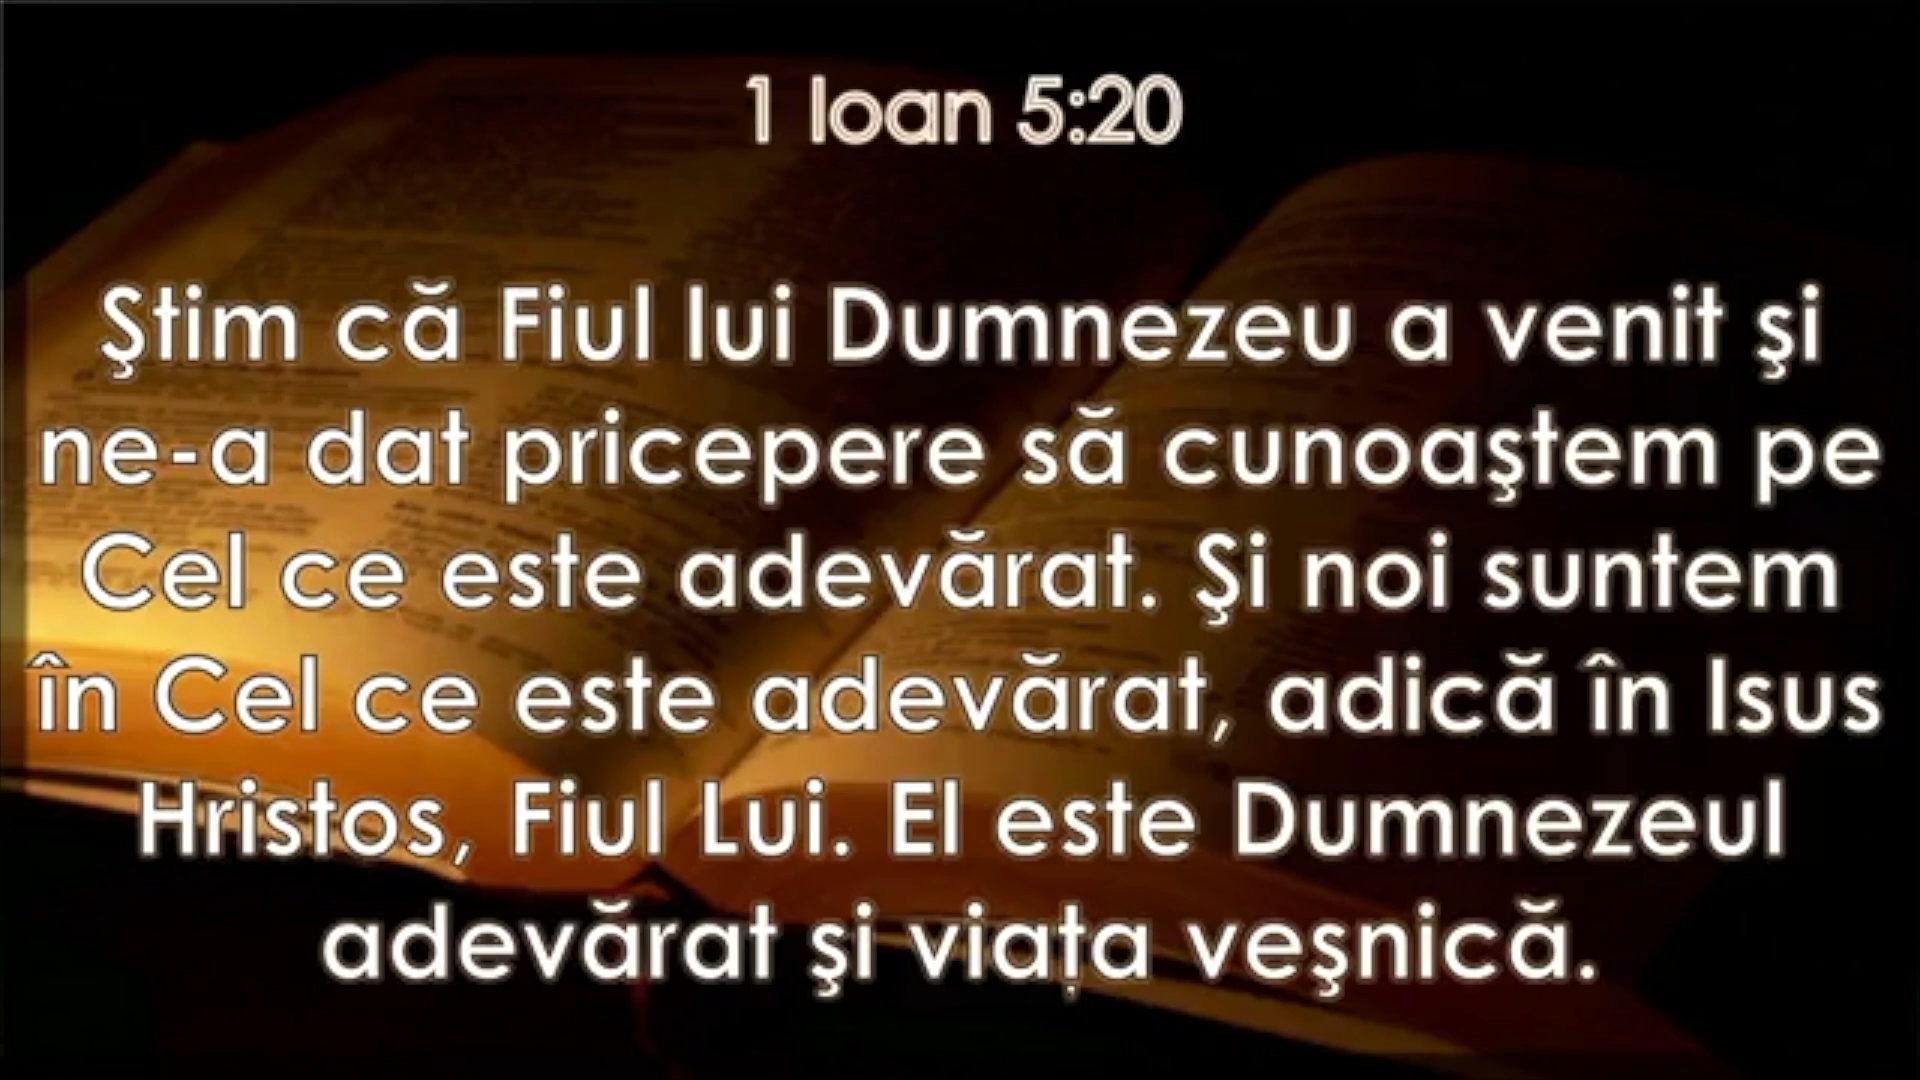 1 Ioan 5:20
Ştim că Fiul lui Dumnezeu a venit şi
ne-a dat pricepere să cunoaştem pe
Cel ce este adevărat. Şi noi suntem
în Cel ce este adevărat, adică în Isus
Hristos, Fiul Lui. El este Dumnezeul
adevărat şi viața veşnică.